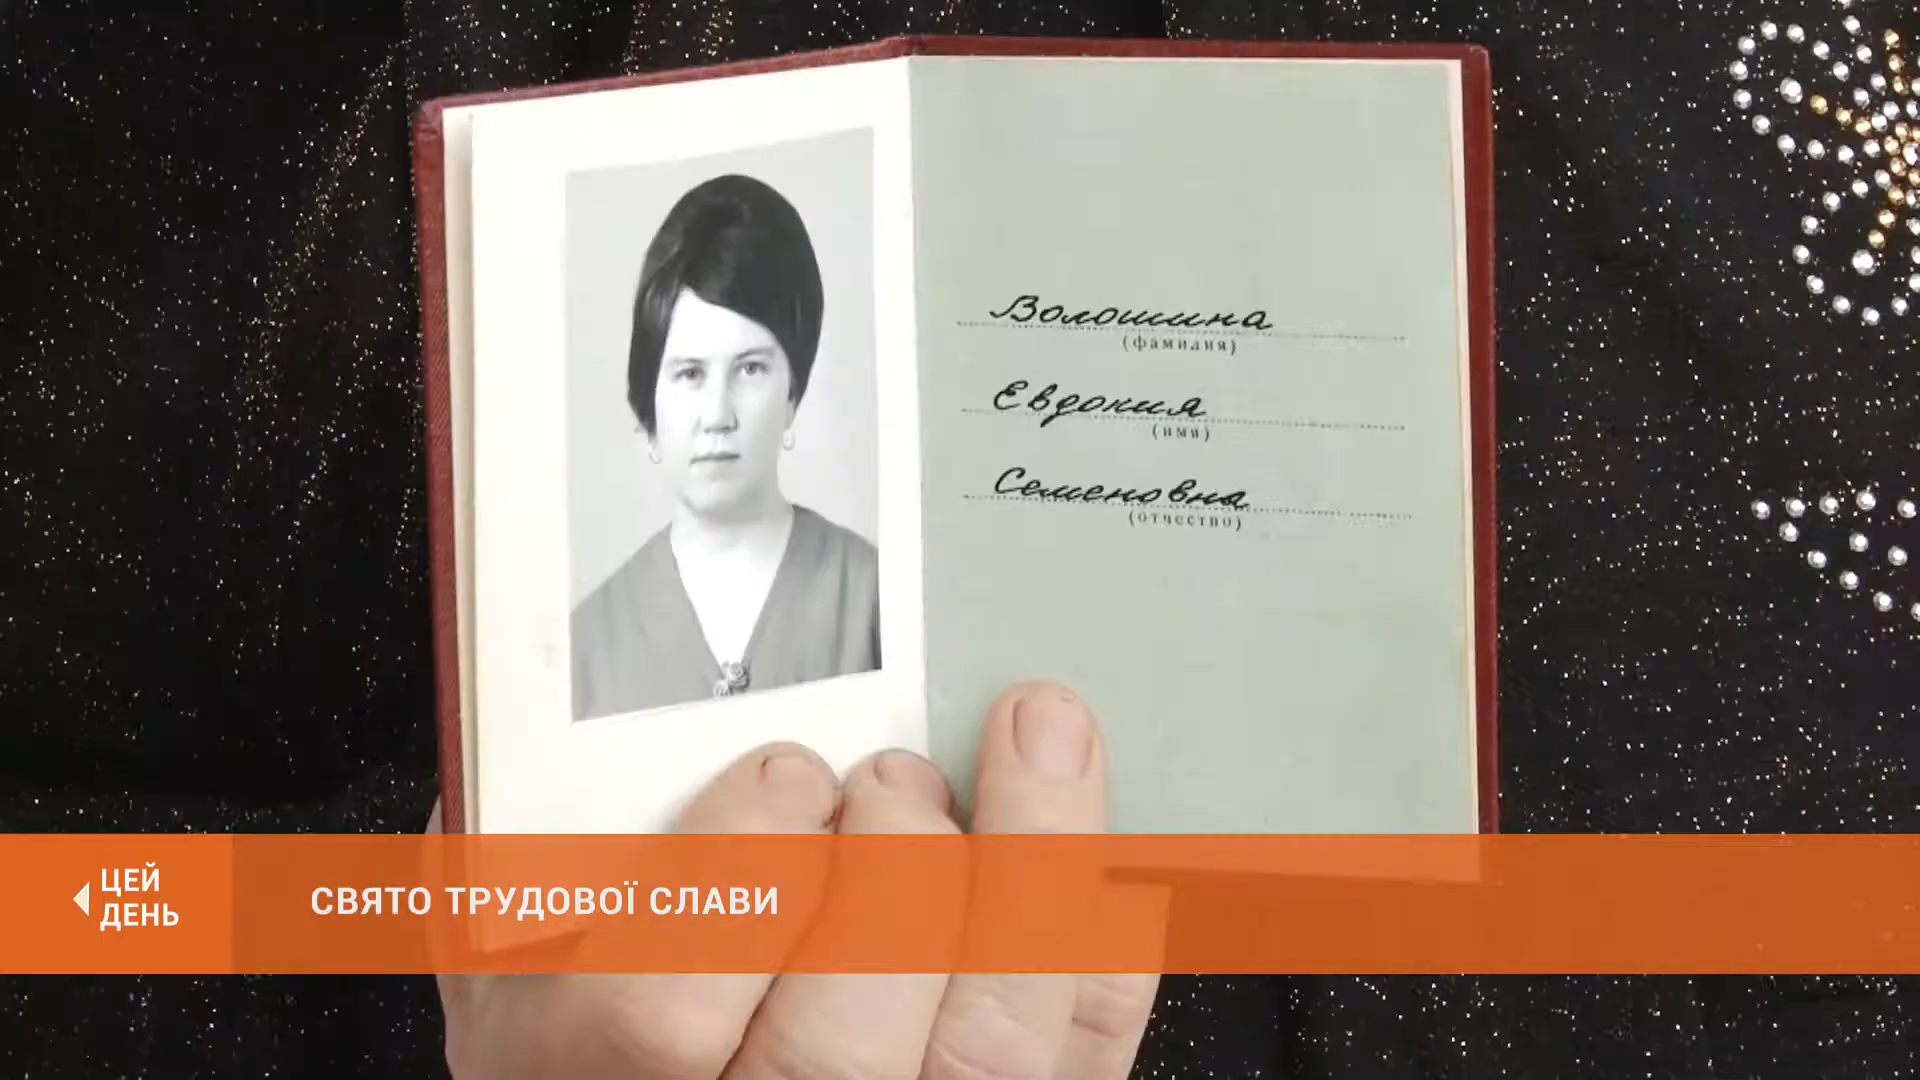 Волошина
(фамилия)
Евдокия
(имя)
Семеновна
(отчество)
ЦЕЙ
ДЕНЬ
СВЯТО ТРУДОВОЇ СЛАВИ